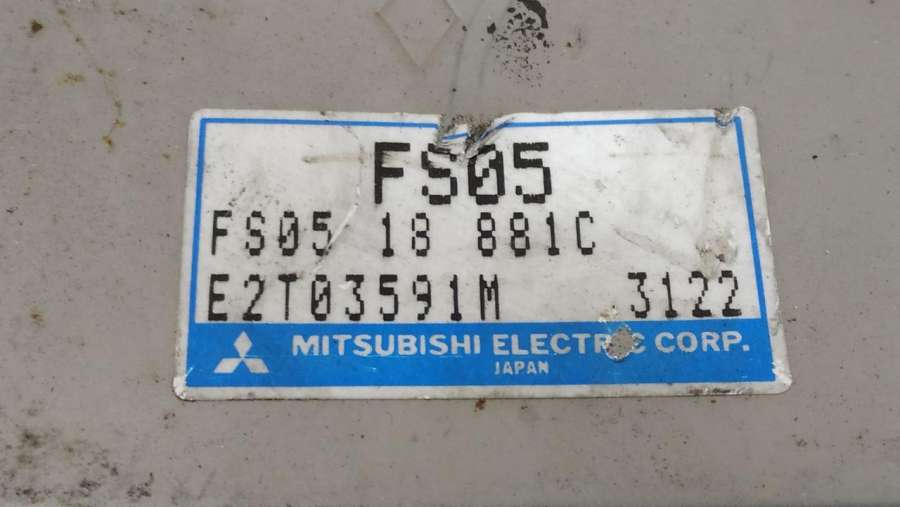 FS05
FS05 18 881C
E2T03591M 3122
MITSUBISHI ELECTRIC CORP.
JAPAN